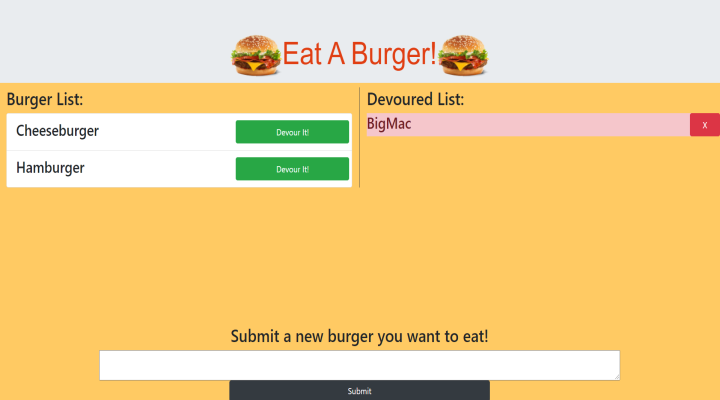 Eat A Burger!
Burger List:
Cheeseburger
Devour It!
Hamburger
Devour It!
Devoured List:
BigMac
X
Submit a new burger you want to eat!
Submit